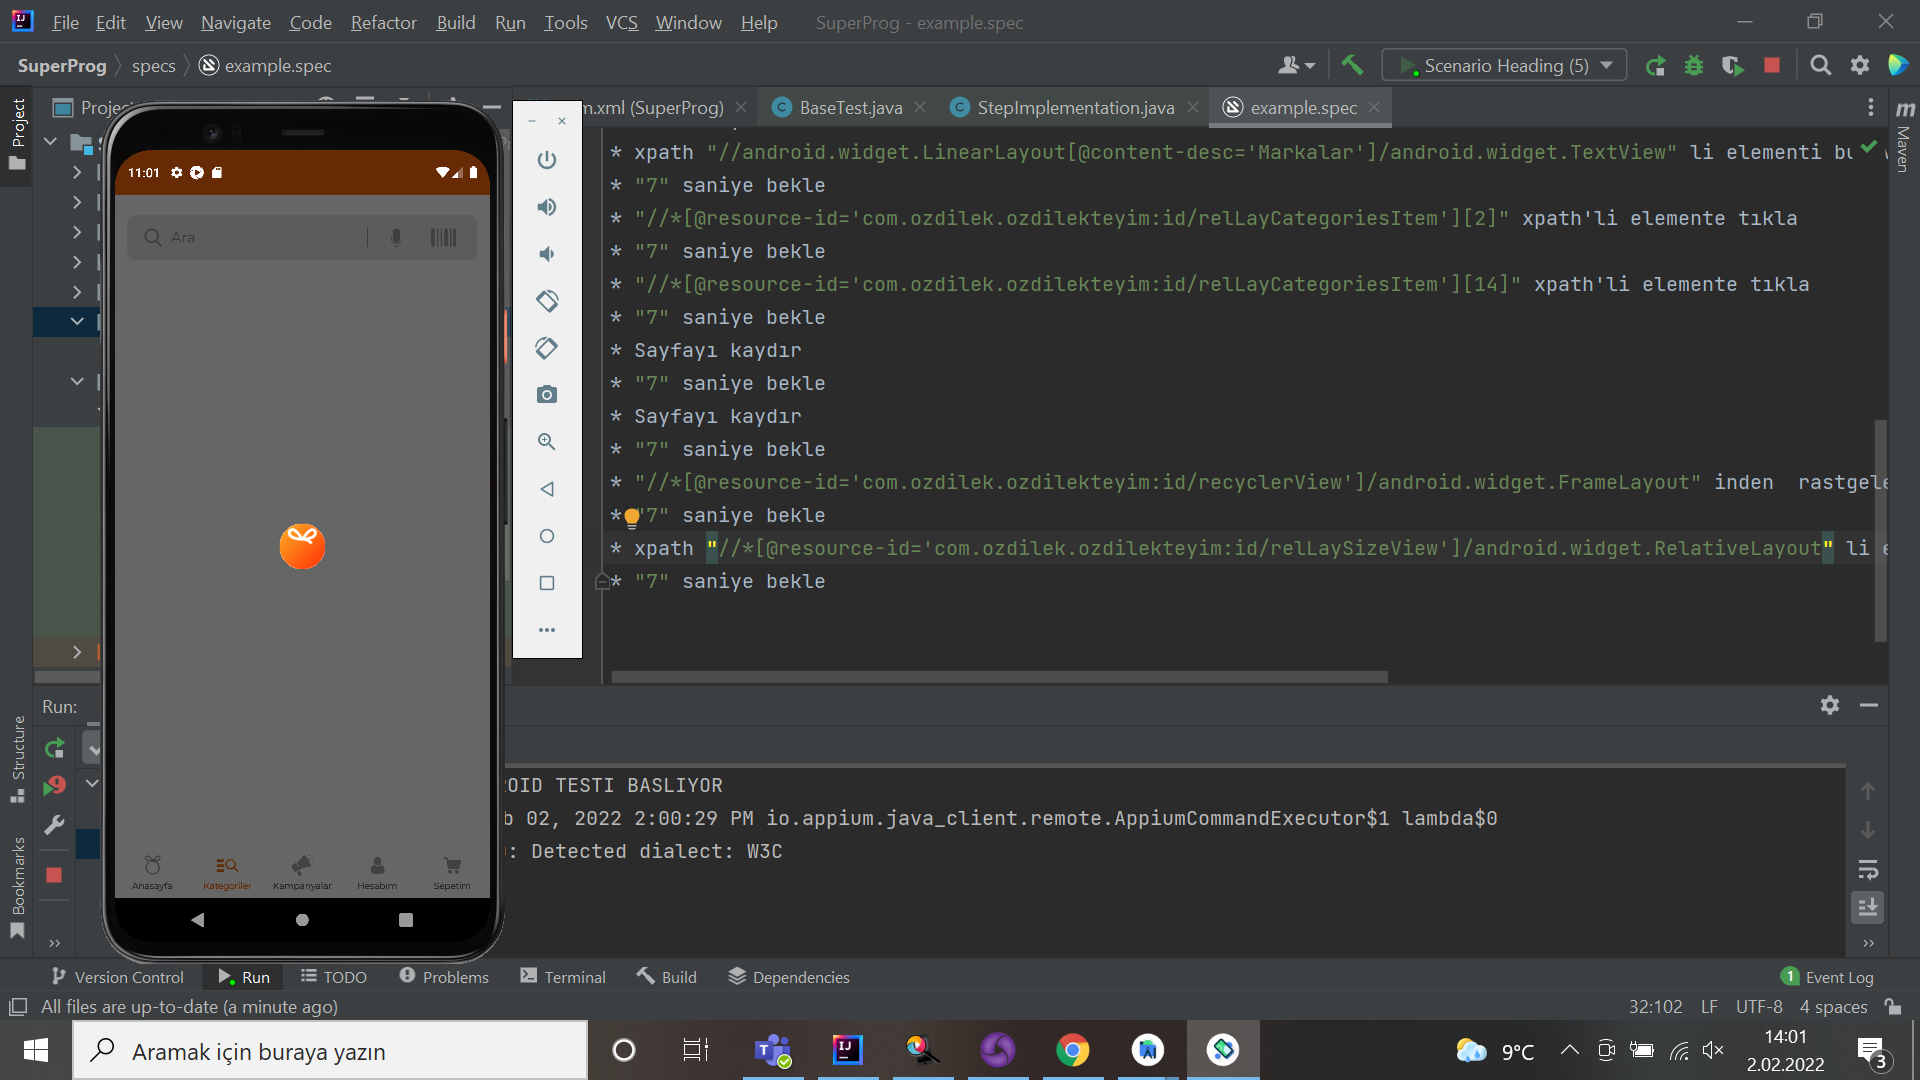 File Edit View Navigate Code Refactor Build Run Tools VCS Window Help SuperProg - example.spec
SuperProg specs example.spec Scenario Heading (5)
Project
m.xml (SuperProg) BaseTest.java StepImplementation.java example.spec
Project
Maven
* xpath "//android.widget.LinearLayout[@content-desc='Markalar']/android.widget.TextView" li elementi bu
* "7" saniye bekle
* "//*[@resource-id='com.ozdilek.ozdilekteyim:id/relLayCategoriesItem'][2]" xpath'li elemente tıkla
* "7" saniye bekle
* "//*[@resource-id='com.ozdilek.ozdilekteyim:id/relLayCategoriesItem'][14]" xpath'li elemente tıkla
* "7" saniye bekle
* Sayfayı kaydır
* "7" saniye bekle
* Sayfayı kaydır
* "7" saniye bekle
* "//*[@resource-id='com.ozdilek.ozdilekteyim:id/recyclerView']/android.widget.FrameLayout" inden rastgele
* "7" saniye bekle
* xpath "//*[@resource-id='com.ozdilek.ozdilekteyim:id/relLaySizeView']/android.widget.RelativeLayout" li e
* "7" saniye bekle
11:01
Ara
Anasayfa Kategoriler Kampanyalar Hesabım Sepetim
Run:
Structure
Bookmarks
OID TESTI BASLIYOR
b 02, 2022 2:00:29 PM io.appium.java_client.remote.AppiumCommandExecutor$1 lambda$0
: Detected dialect: W3C
Version Control Run TODO Problems Terminal Build Dependencies 1 Event Log
All files are up-to-date (a minute ago) 32:102 LF UTF-8 4 spaces
Aramak için buraya yazın 9°C 14:01
2.02.2022
3